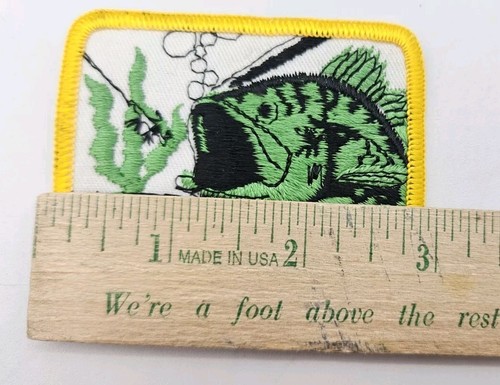 1 MADE IN USA 2 3
We're a foot above the rest